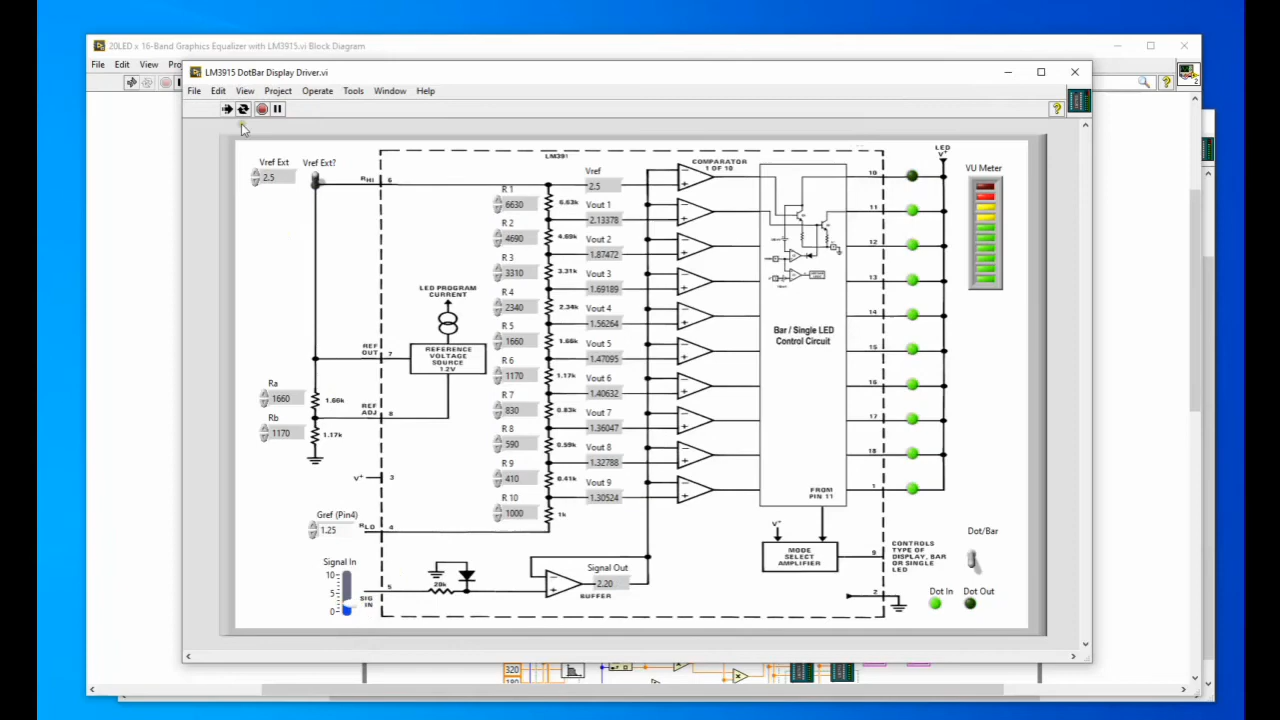 20LED x 16-Band Graphics Equalizer with LM3915.vi Block Diagram
File Edit View Pro
LM3915 DotBar Display Driver.vi
File Edit View Project Operate Tools Window Help
2
Vref Ext
2.5
Vref Ext?
RHI 6
LM391
R 1
6630
6.63k
R 2
4690
4.69k
R 3
3310
3.31k
R 4
2340
2.34k
R 5
1660
1.66k
R 6
1170
1.17k
R 7
830
0.83k
R 8
590
0.59k
R 9
410
0.41k
R 10
1000
1k
Vref
2.5
Vout 1
2.13378
Vout 2
1.87472
Vout 3
1.69189
Vout 4
1.56264
Vout 5
1.47095
Vout 6
1.40632
Vout 7
1.36047
Vout 8
1.32788
Vout 9
1.30524
COMPARATOR
1 OF 10
LED PROGRAM
CURRENT
REFERENCE
VOLTAGE
SOURCE
1.2V
REF
OUT 7
REF
ADJ 8
Ra
1660
1.66k
Rb
1170
1.17k
V+ 3
Gref (Pin4)
1.25
RLO 4
Signal In
10
5
0
SIG
IN 5
20k
BUFFER
Signal Out
2.20
Bar / Single LED
Control Circuit
FROM
PIN 11
V+
MODE
SELECT
AMPLIFIER
LED
V+
10
11
12
13
14
15
16
17
18
1
9
2
CONTROLS
TYPE OF
DISPLAY, BAR
OR SINGLE
LED
VU Meter
Dot/Bar
Dot In
Dot Out
320
180